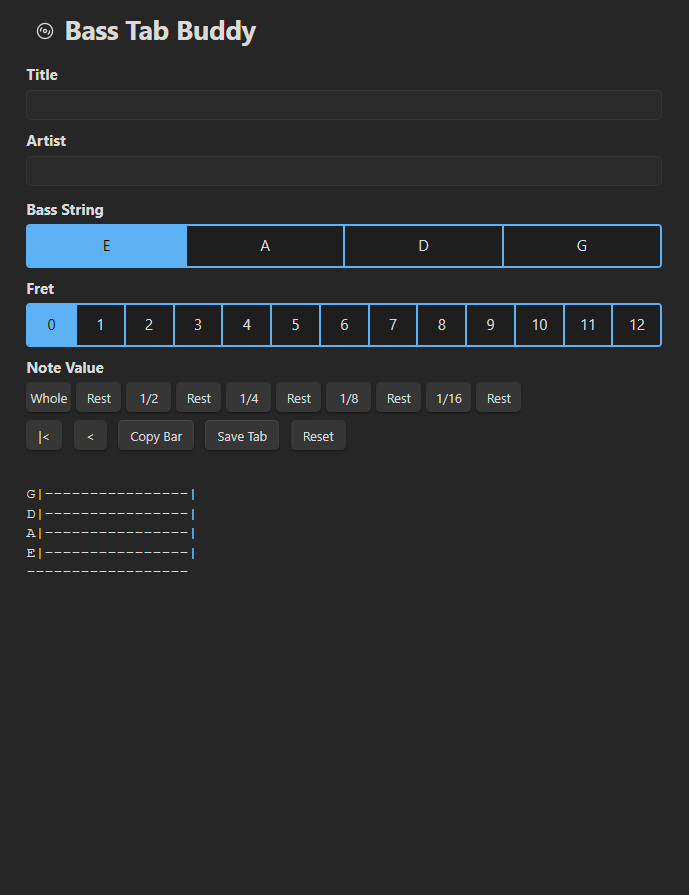 Bass Tab Buddy
Title
Artist
Bass String
E A D G
Fret
0 1 2 3 4 5 6 7 8 9 10 11 12
Note Value
Whole Rest 1/2 Rest 1/4 Rest 1/8 Rest 1/16 Rest
|< < Copy Bar Save Tab Reset
G|----------------|
D|----------------|
A|----------------|
E|----------------|
------------------